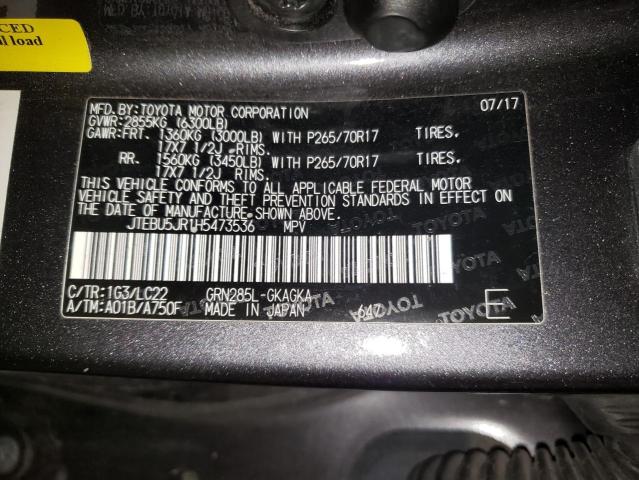 CED
al load
MFD.BY:TOYOTA MOTOR CORPORATION 07/17
GVWR:2855KG (6300LB)
GAWR:FRT. 1360KG (3000LB) WITH P265/70R17 TIRES.
17X7 1/2J -RIMS.
RR. 1560KG (3450LB) WITH P265/70R17 TIRES.
17X7 1/2J -RIMS.
THIS VEHICLE CONFORMS TO ALL APPLICABLE FEDERAL MOTOR
VEHICLE SAFETY AND THEFT PREVENTION STANDARDS IN EFFECT ON
THE DATE OF MANUFACTURE SHOWN ABOVE.
JTEBU5JR1H5473536 MPV
C/TR:1G3/LC22 GRN285L-GKAGKA
A/TM:A01B/A750F MADE IN JAPAN 642 E
TOYOTA